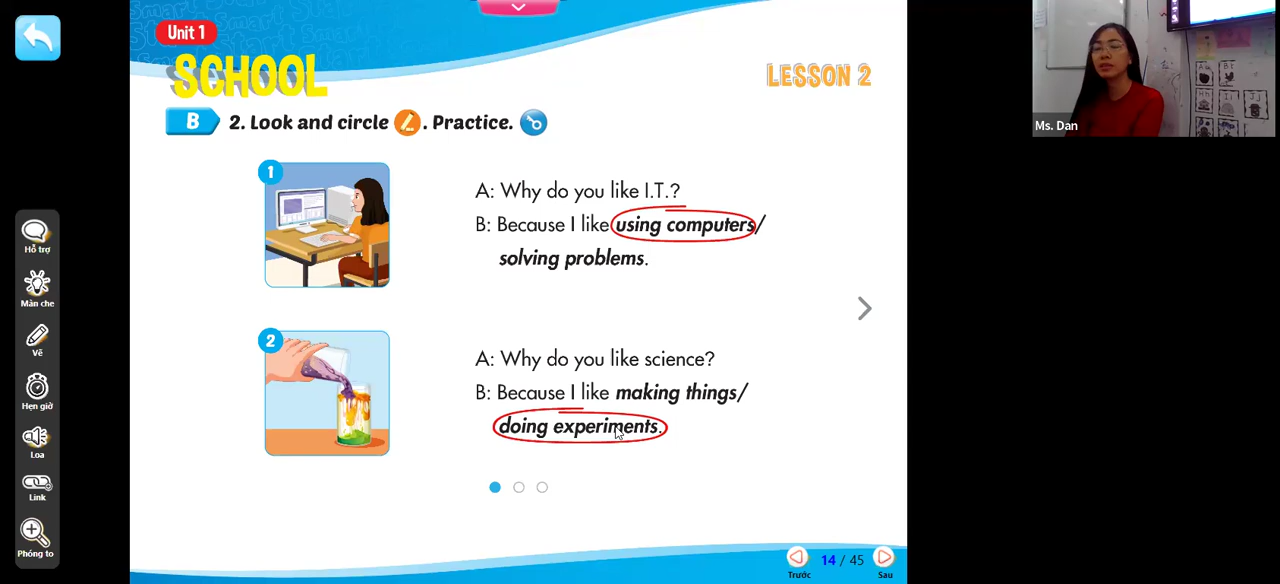 Smart Start
Unit 1
SCHOOL
LESSON 2
B 2. Look and circle . Practice.
1
A: Why do you like I.T.?
B: Because I like using computers/
solving problems.
2
A: Why do you like science?
B: Because I like making things/
doing experiments.
Hỗ trợ
Màn che
Vẽ
Hẹn giờ
Loa
Link
Phóng to
14 / 45
Trước
Sau
Ms. Dan